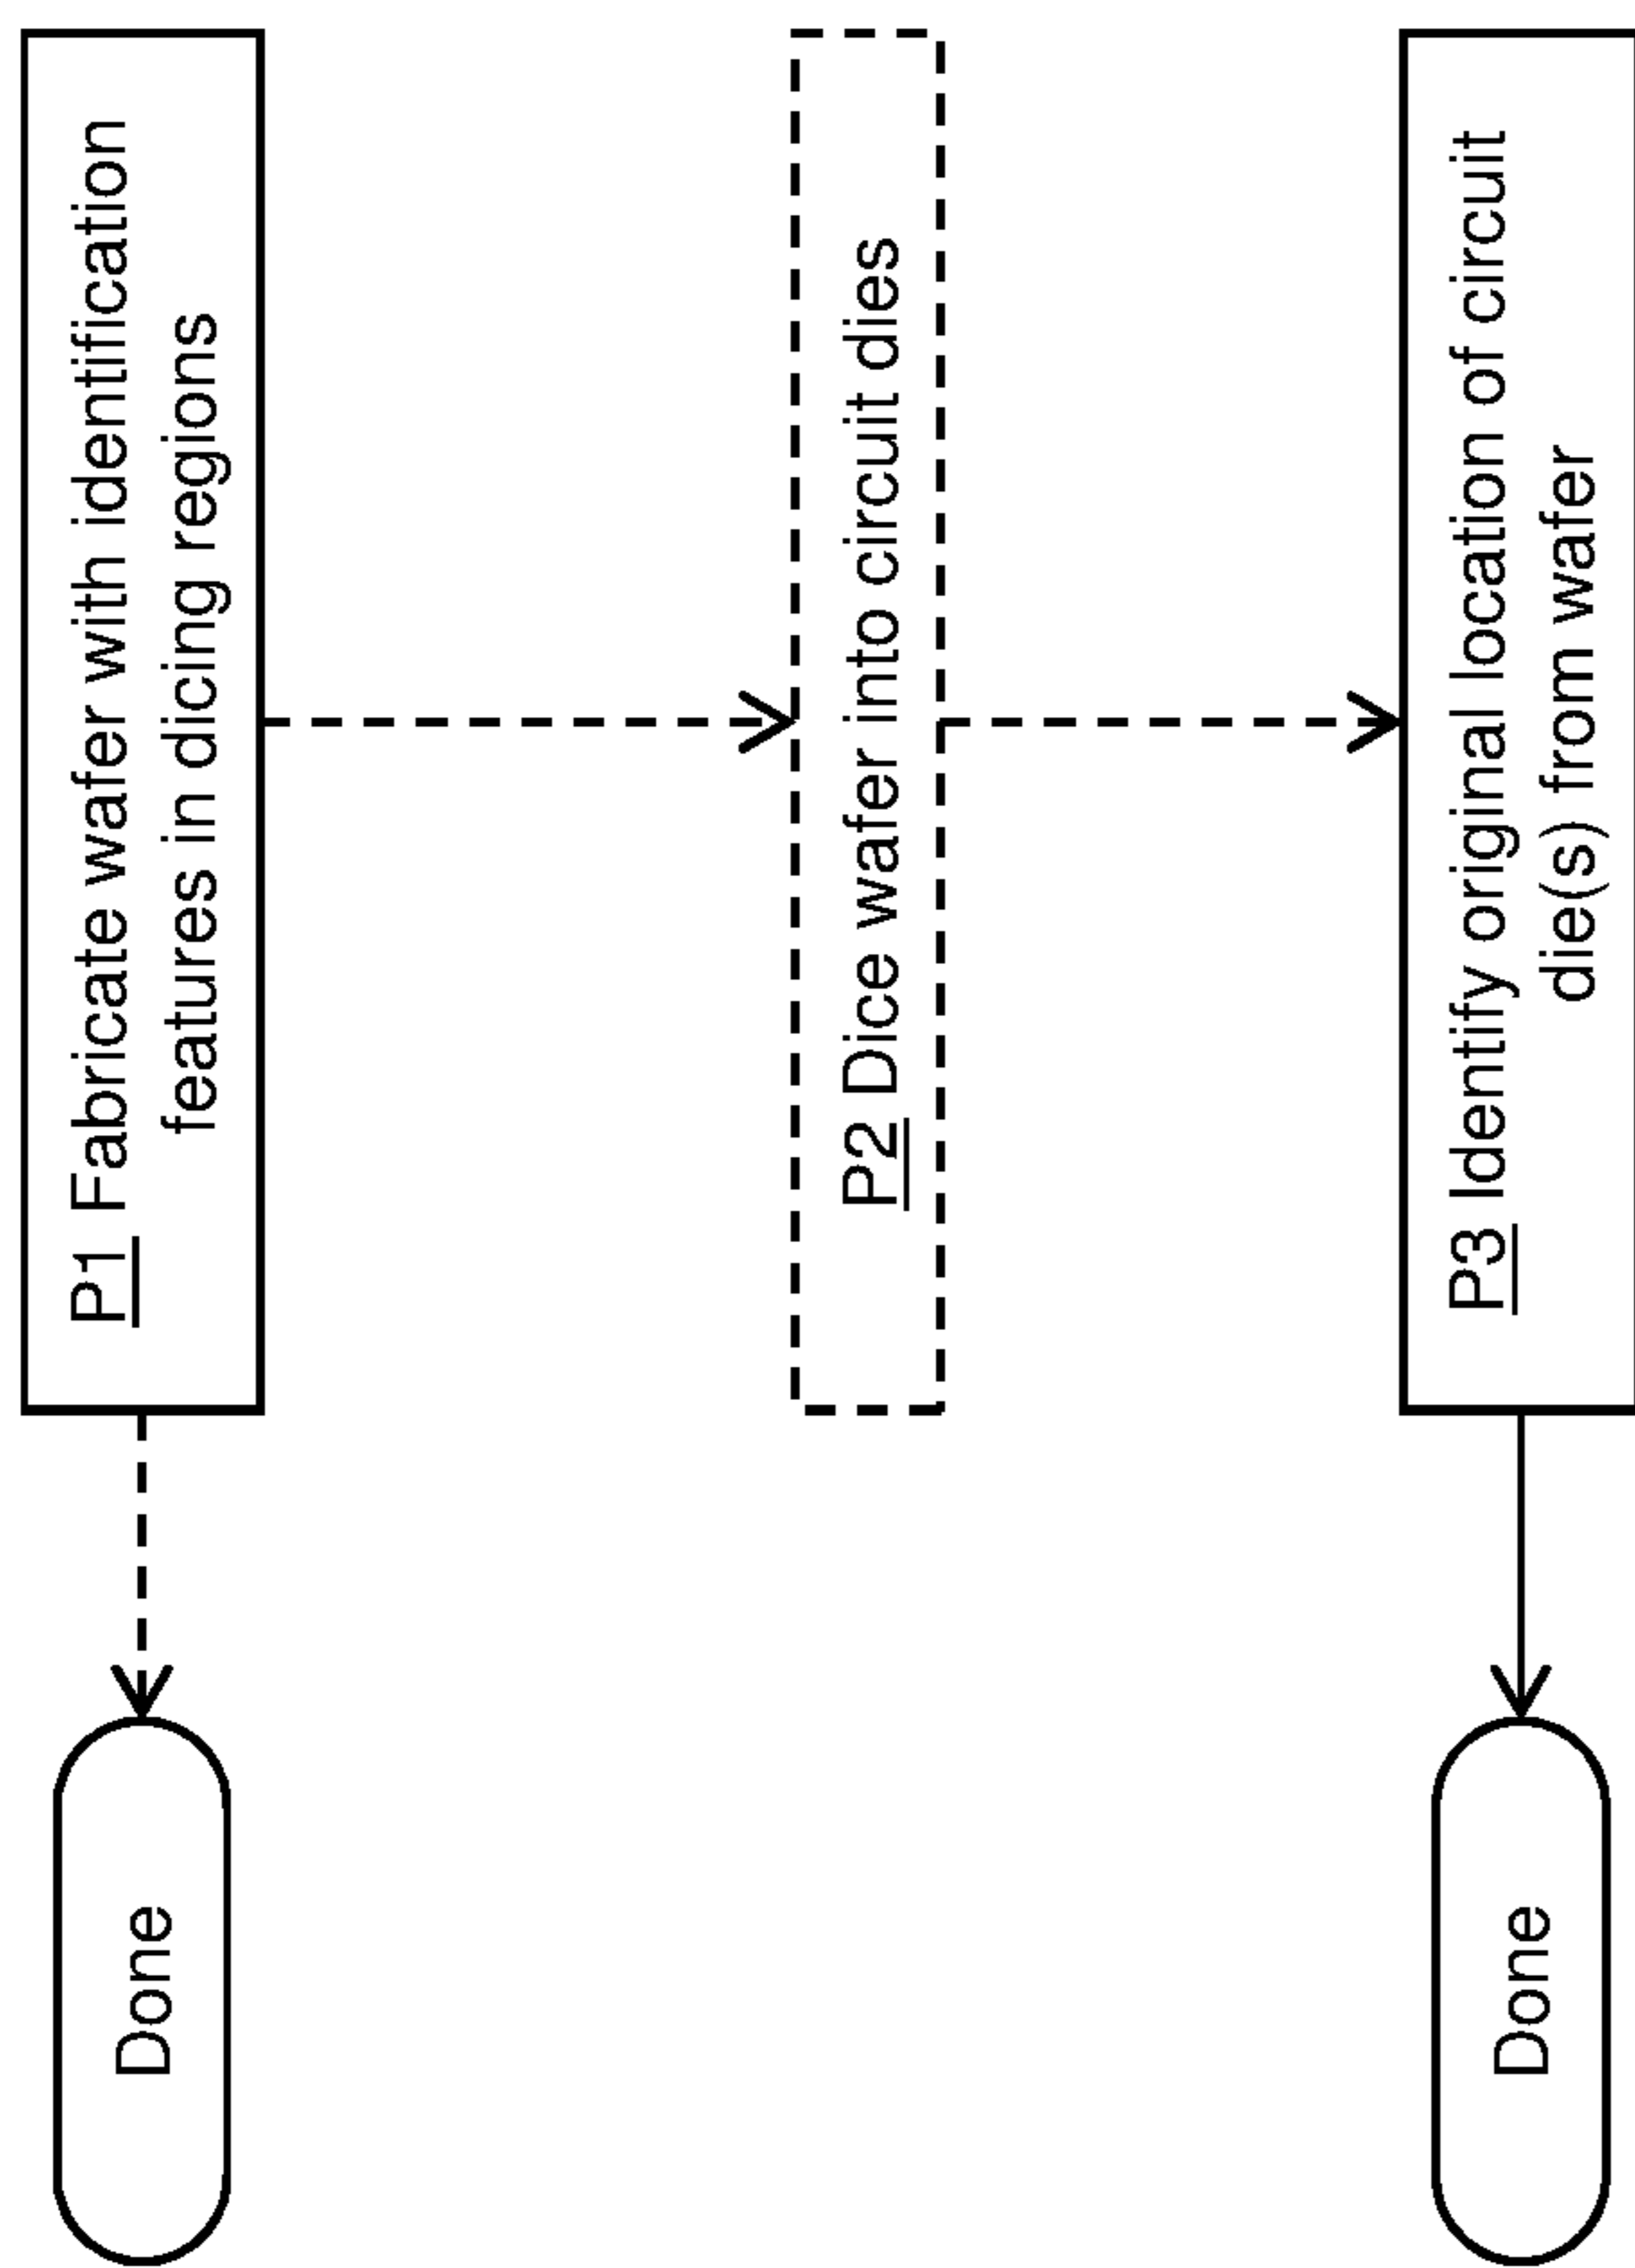 P1 Fabricate wafer with identification
features in dicing regions
Done
P2 Dice wafer into circuit dies
P3 Identify original location of circuit
die(s) from wafer
Done